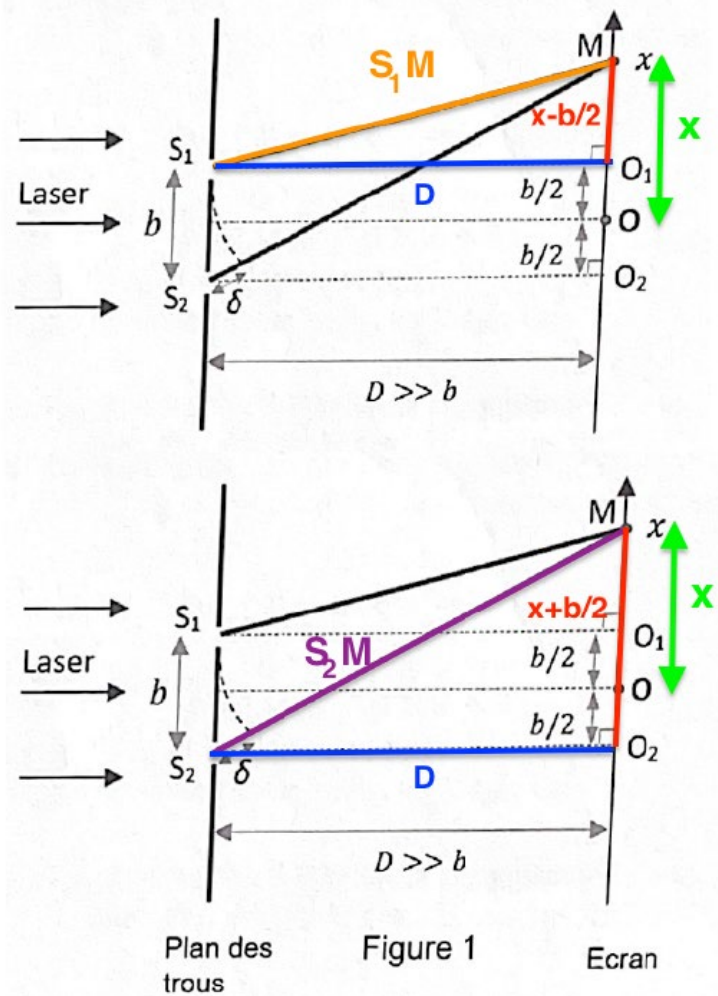 M
x
S₁M
x-b/2
x
S₁
O₁
D
Laser
b
b/2
O
b/2
S₂
δ
O₂
D >> b
M
x
x+b/2
x
S₁
O₁
S₂M
Laser
b
b/2
O
b/2
S₂
δ
O₂
D
D >> b
Plan des
trous
Figure 1
Ecran